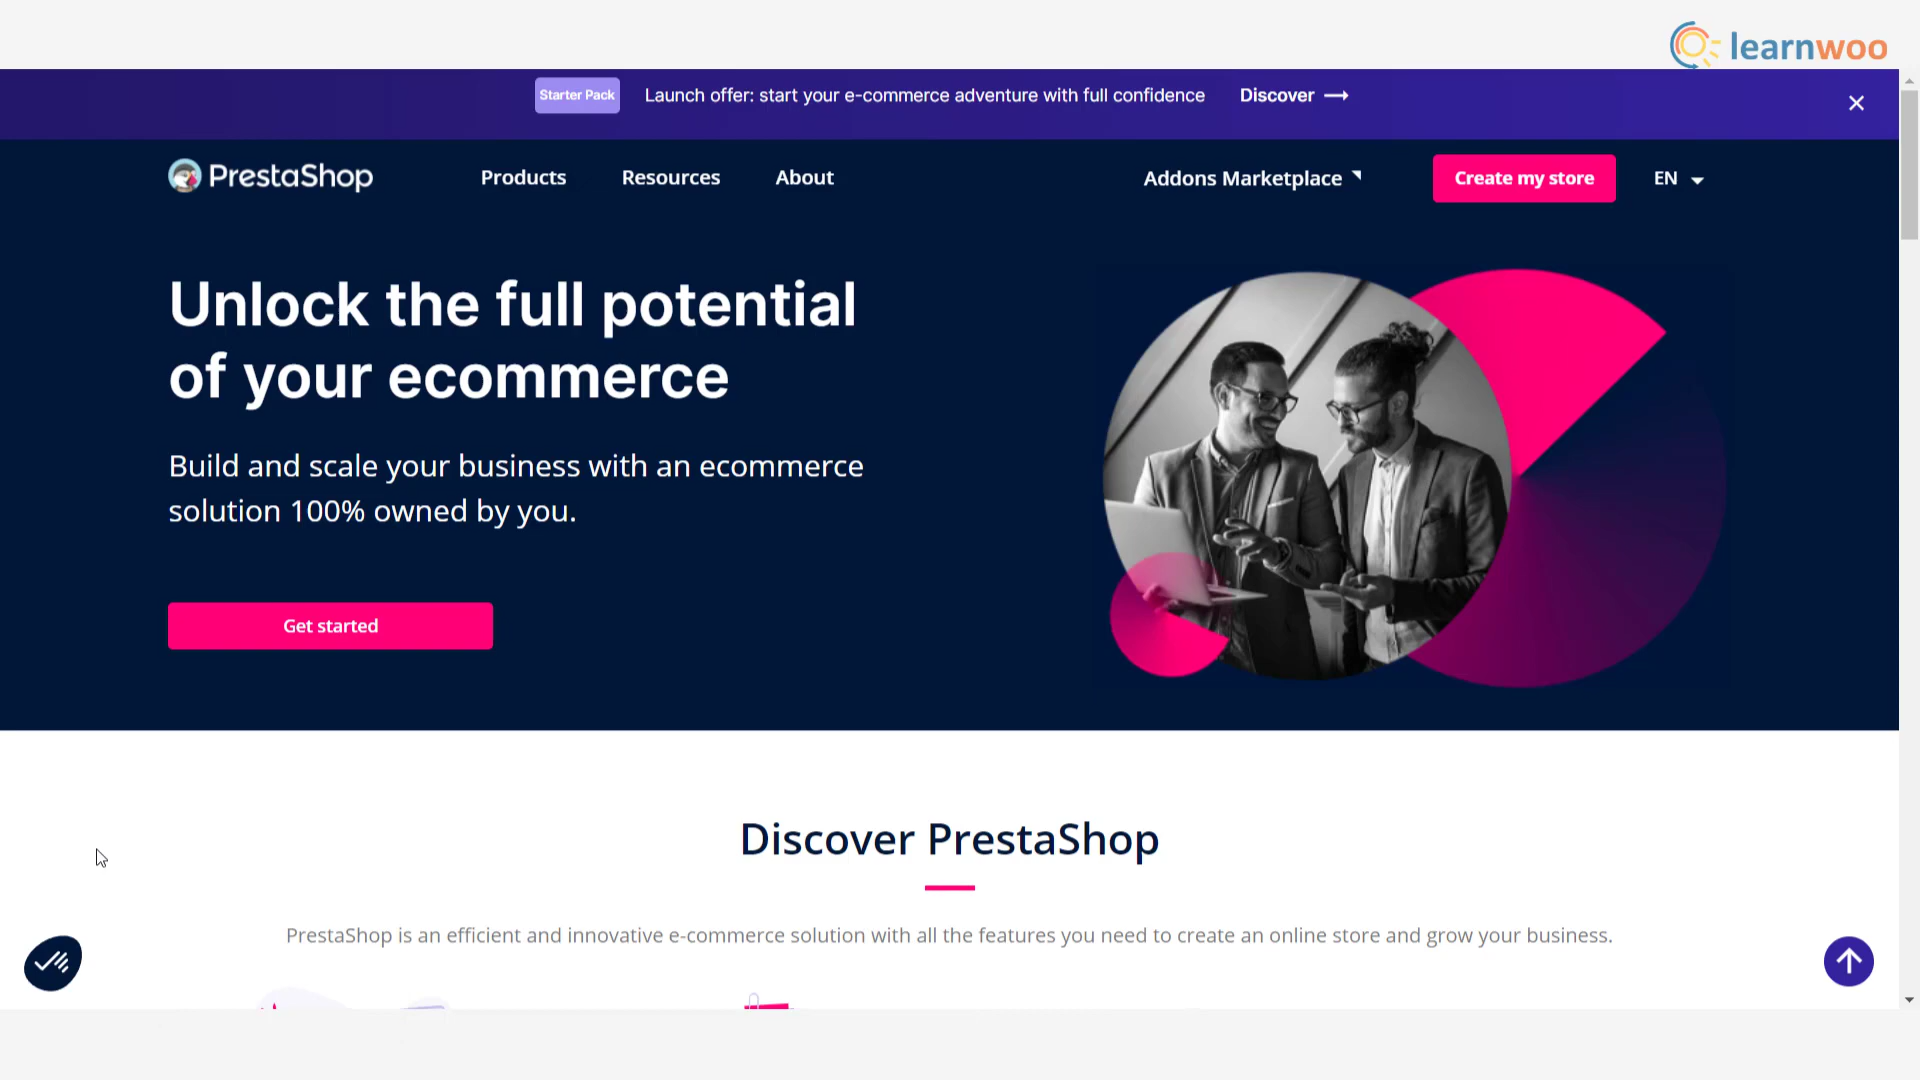 learnwoo
Starter Pack Launch offer: start your e-commerce adventure with full confidence Discover
PrestaShop Products Resources About Addons Marketplace Create my store EN
Unlock the full potential
of your ecommerce
Build and scale your business with an ecommerce
solution 100% owned by you.
Get started
Discover PrestaShop
PrestaShop is an efficient and innovative e-commerce solution with all the features you need to create an online store and grow your business.